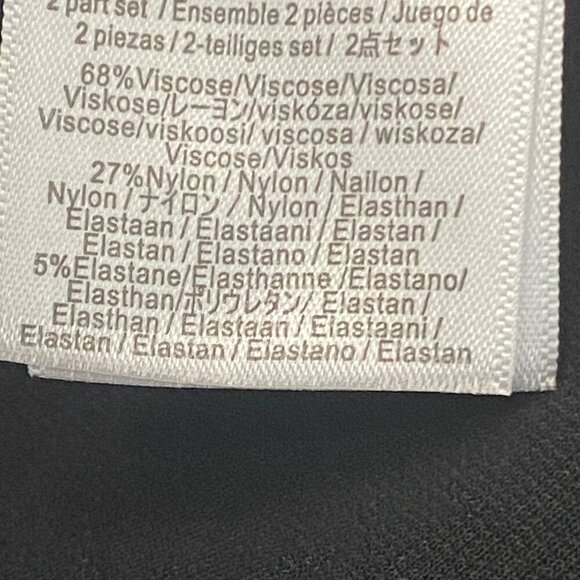 2 part set / Ensemble 2 pièces / Juego de
2 piezas / 2-teiliges set / 2点セット
68%Viscose/Viscose/Viscosa/
Viskose/レーヨン/viskóza/viskose/
Viscose/viskoosi/ viscosa / wiskoza/
Viscose/Viskos
27%Nylon / Nylon / Nailon /
Nylon / ナイロン / Nylon / Elasthan /
Elastaan / Elastaani / Elastan /
Elastan / Elastano / Elastan
5%Elastane/Elasthanne /Elastano/
Elasthan/ポリウレタン/ Elastan /
Elasthan / Elastaan / Elastaani /
Elastan / Elastan / Elastano / Elastan